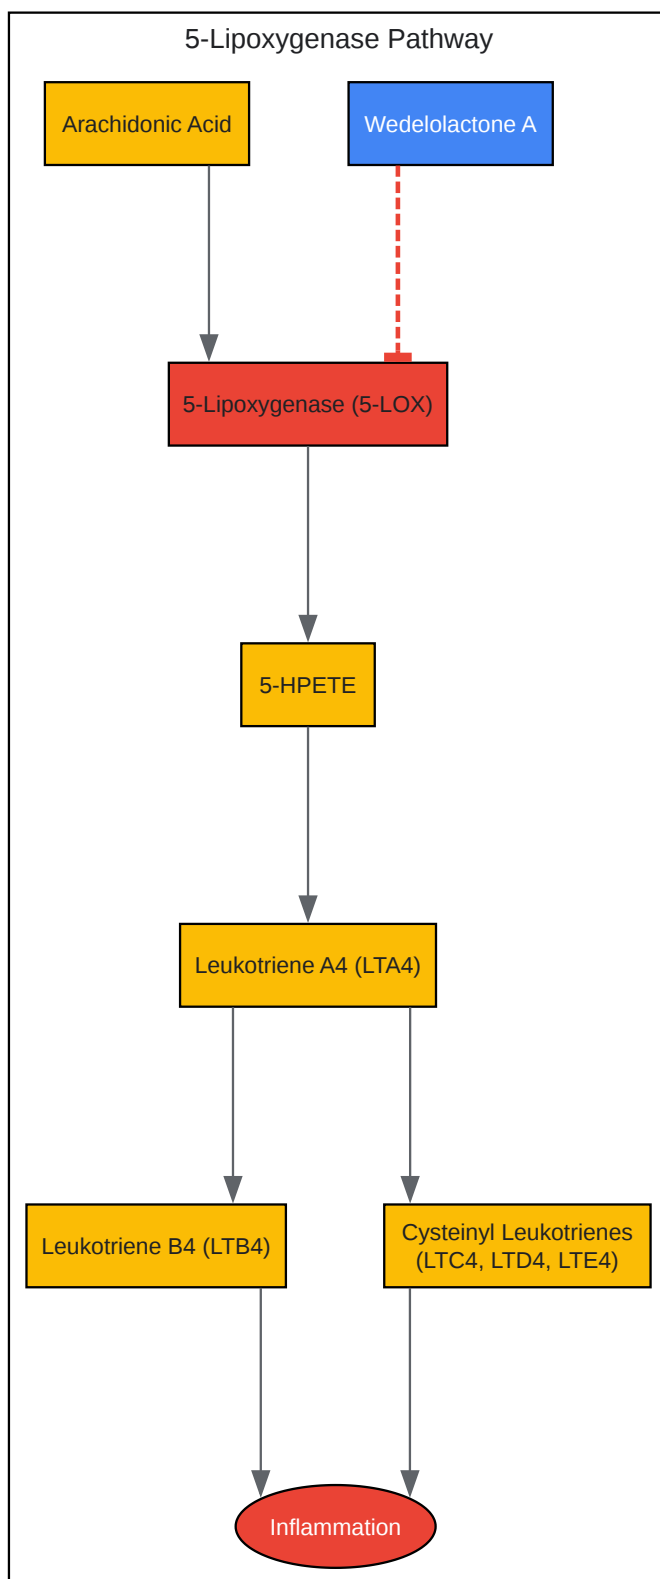 5-Lipoxygenase Pathway
Arachidonic Acid
Wedelolactone A
5-Lipoxygenase (5-LOX)
5-HPETE
Leukotriene A4 (LTA4)
Leukotriene B4 (LTB4)
Cysteinyl Leukotrienes
(LTC4, LTD4, LTE4)
Inflammation